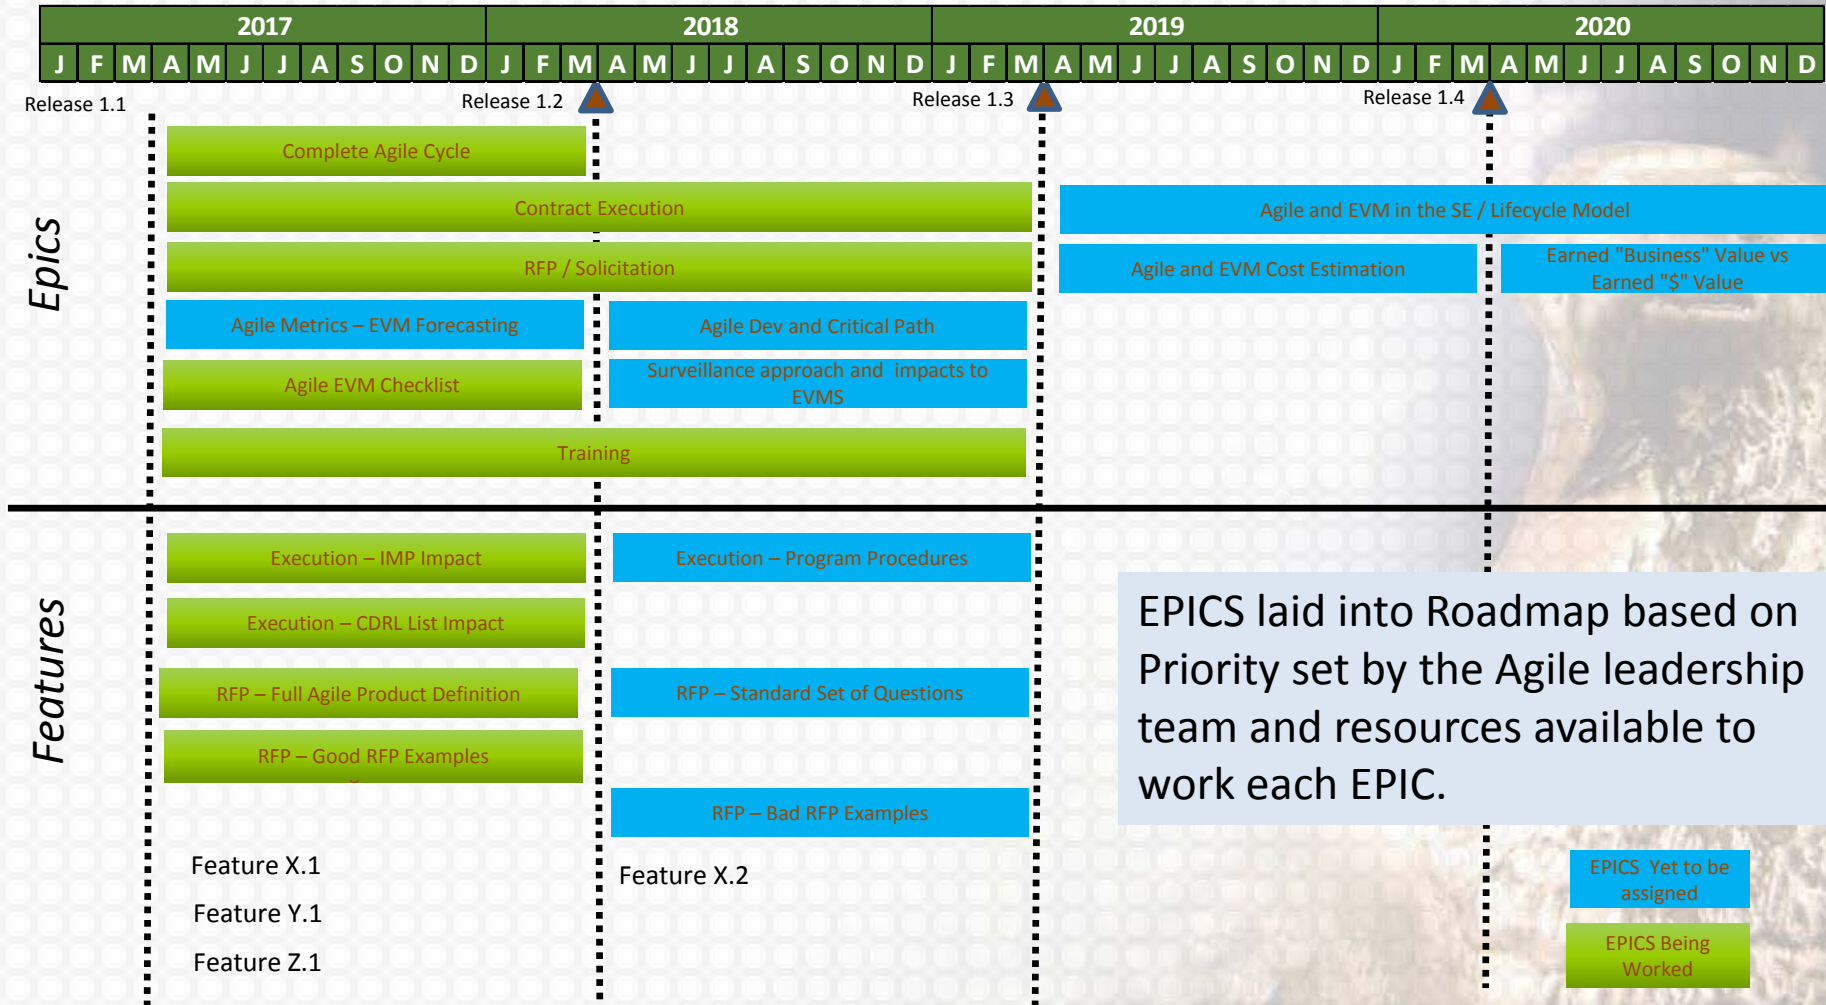 2017 2018 2019 2020
J F M A M J J A S O N D J F M A M J J A S O N D J F M A M J J A S O N D J F M A M J J A S O N D
Release 1.1 Release 1.2 Release 1.3 Release 1.4
Epics
Complete Agile Cycle
Contract Execution
Agile and EVM in the SE / Lifecycle Model
RFP / Solicitation
Agile and EVM Cost Estimation
Earned "Business" Value vs
Earned "$" Value
Agile Metrics – EVM Forecasting
Agile Dev and Critical Path
Agile EVM Checklist
Surveillance approach and impacts to
EVMS
Training
Features
Execution – IMP Impact
Execution – Program Procedures
Execution – CDRL List Impact
RFP – Full Agile Product Definition
RFP – Standard Set of Questions
RFP – Good RFP Examples
RFP – Bad RFP Examples
Feature X.1
Feature X.2
Feature Y.1
Feature Z.1
EPICS laid into Roadmap based on
Priority set by the Agile leadership
team and resources available to
work each EPIC.
EPICS Yet to be
assigned
EPICS Being
Worked